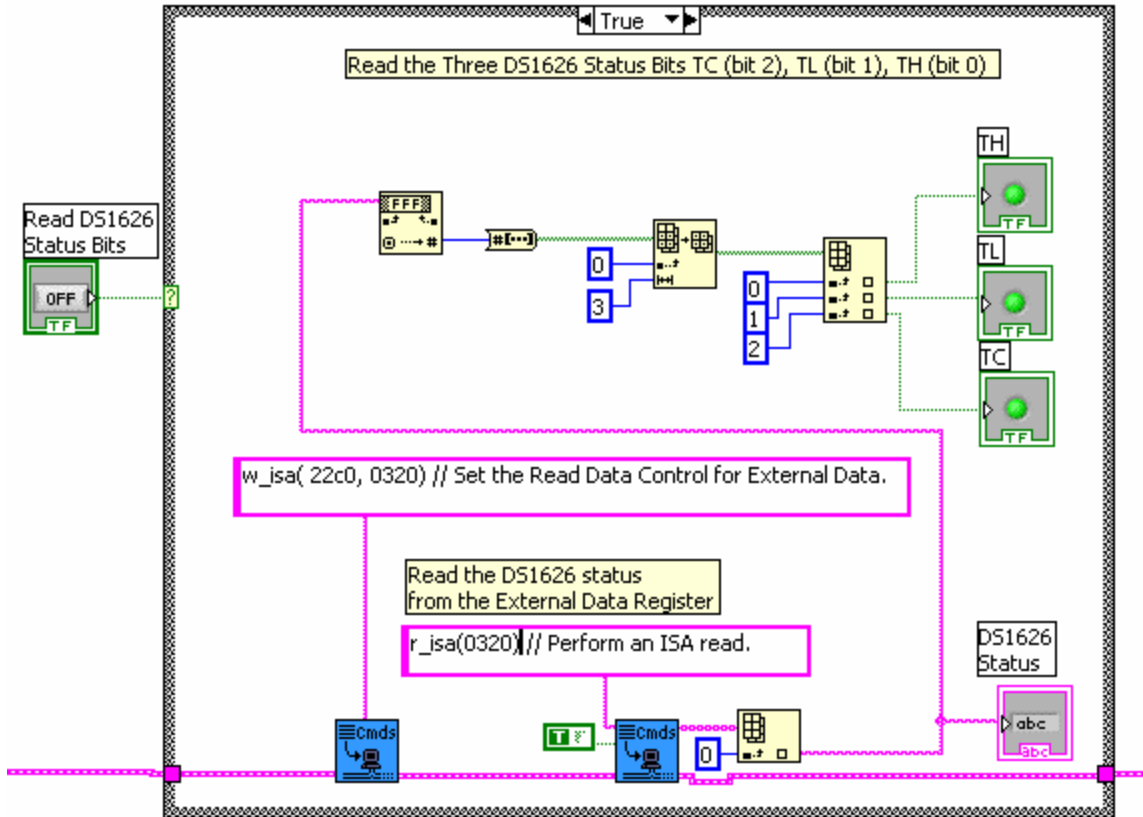 True
Read the Three DS1626 Status Bits TC (bit 2), TL (bit 1), TH (bit 0)
TH
TF
FFF
#
#[...]
Read DS1626
Status Bits
OFF
TF
?
0
3
0
1
2
TL
TF
TC
TF
w_isa( 22c0, 0320) // Set the Read Data Control for External Data.
Read the DS1626 status
from the External Data Register
r_isa(0320) // Perform an ISA read.
DS1626
Status
abc
abc
Cmds
T
Cmds
0